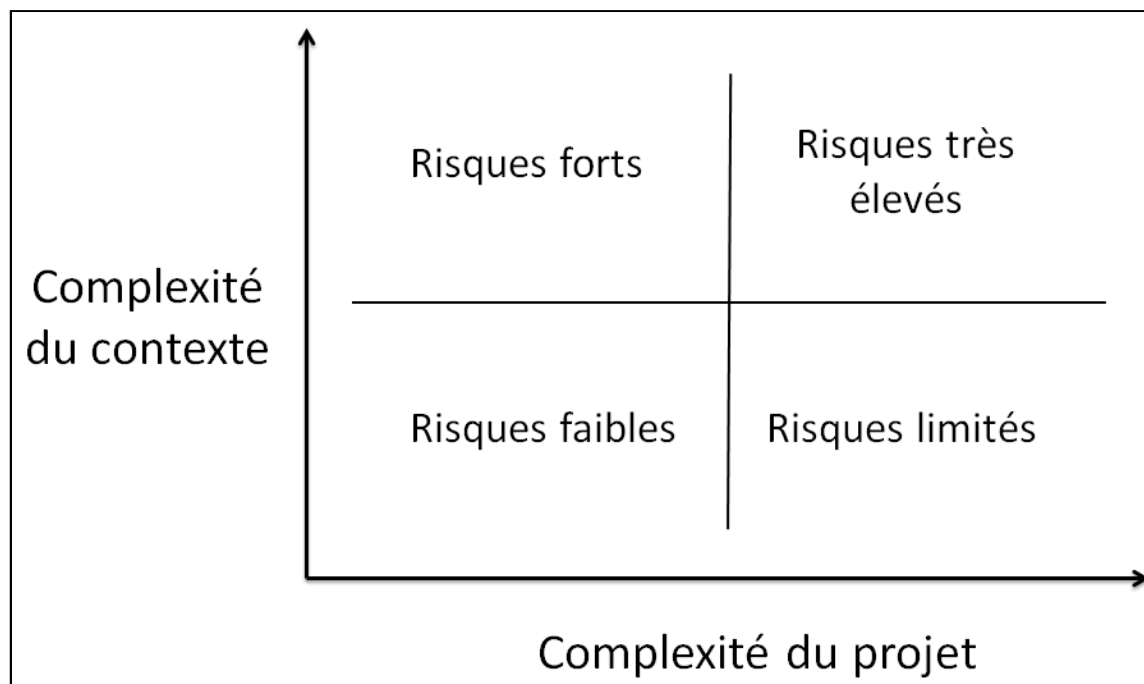 Risques forts
Risques très
élevés
Complexité
du contexte
Risques faibles
Risques limités
Complexité du projet